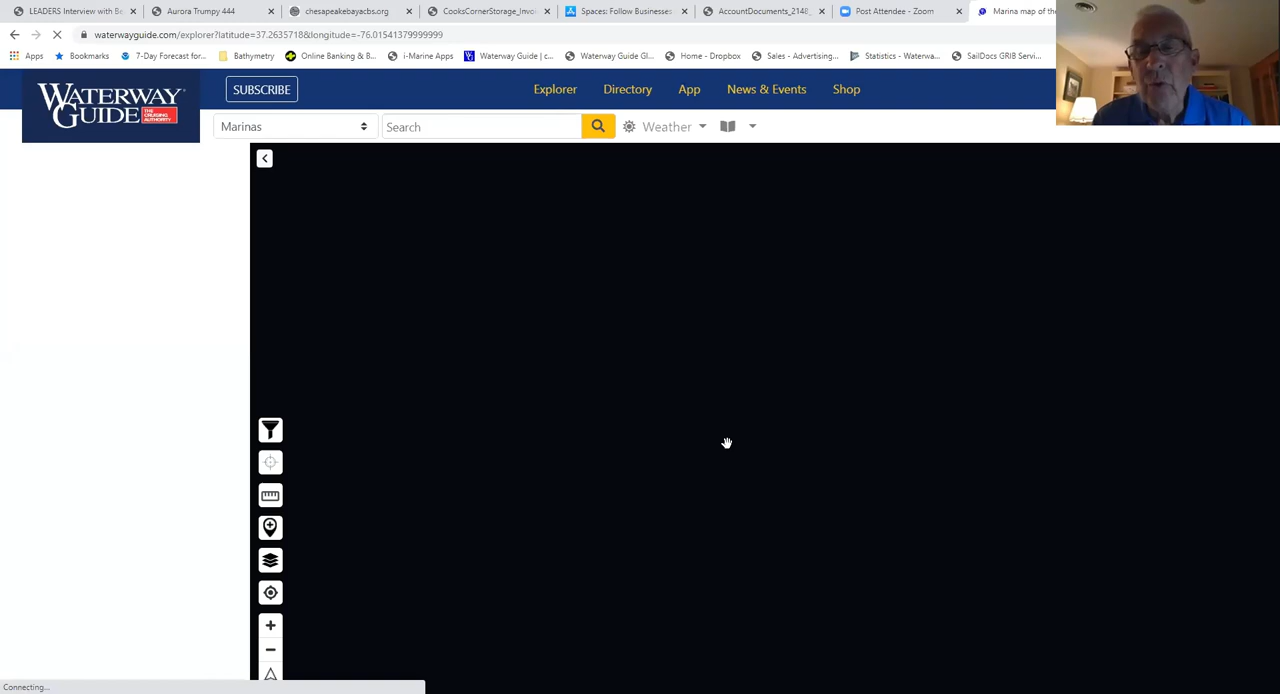 LEADERS Interview with Be
Aurora Trumpy 444
chesapeakebayacbs.org
CooksCornerStorage_Invo
Spaces: Follow Businesses
AccountDocuments_2148
Post Attendee - Zoom
Marina map of the
waterwayguide.com/explorer?latitude=37.2635718&longitude=-76.01541379999999
Apps
Bookmarks
7-Day Forecast for...
Bathymetry
Online Banking & B...
i-Marine Apps
Waterway Guide | c...
Waterway Guide Gl...
Home - Dropbox
Sales - Advertising...
Statistics - Waterwa...
SailDocs GRIB Servi...
WATERWAY GUIDE THE CRUISING AUTHORITY
SUBSCRIBE
Explorer
Directory
App
News & Events
Shop
Marinas
Search
Weather
Connecting...